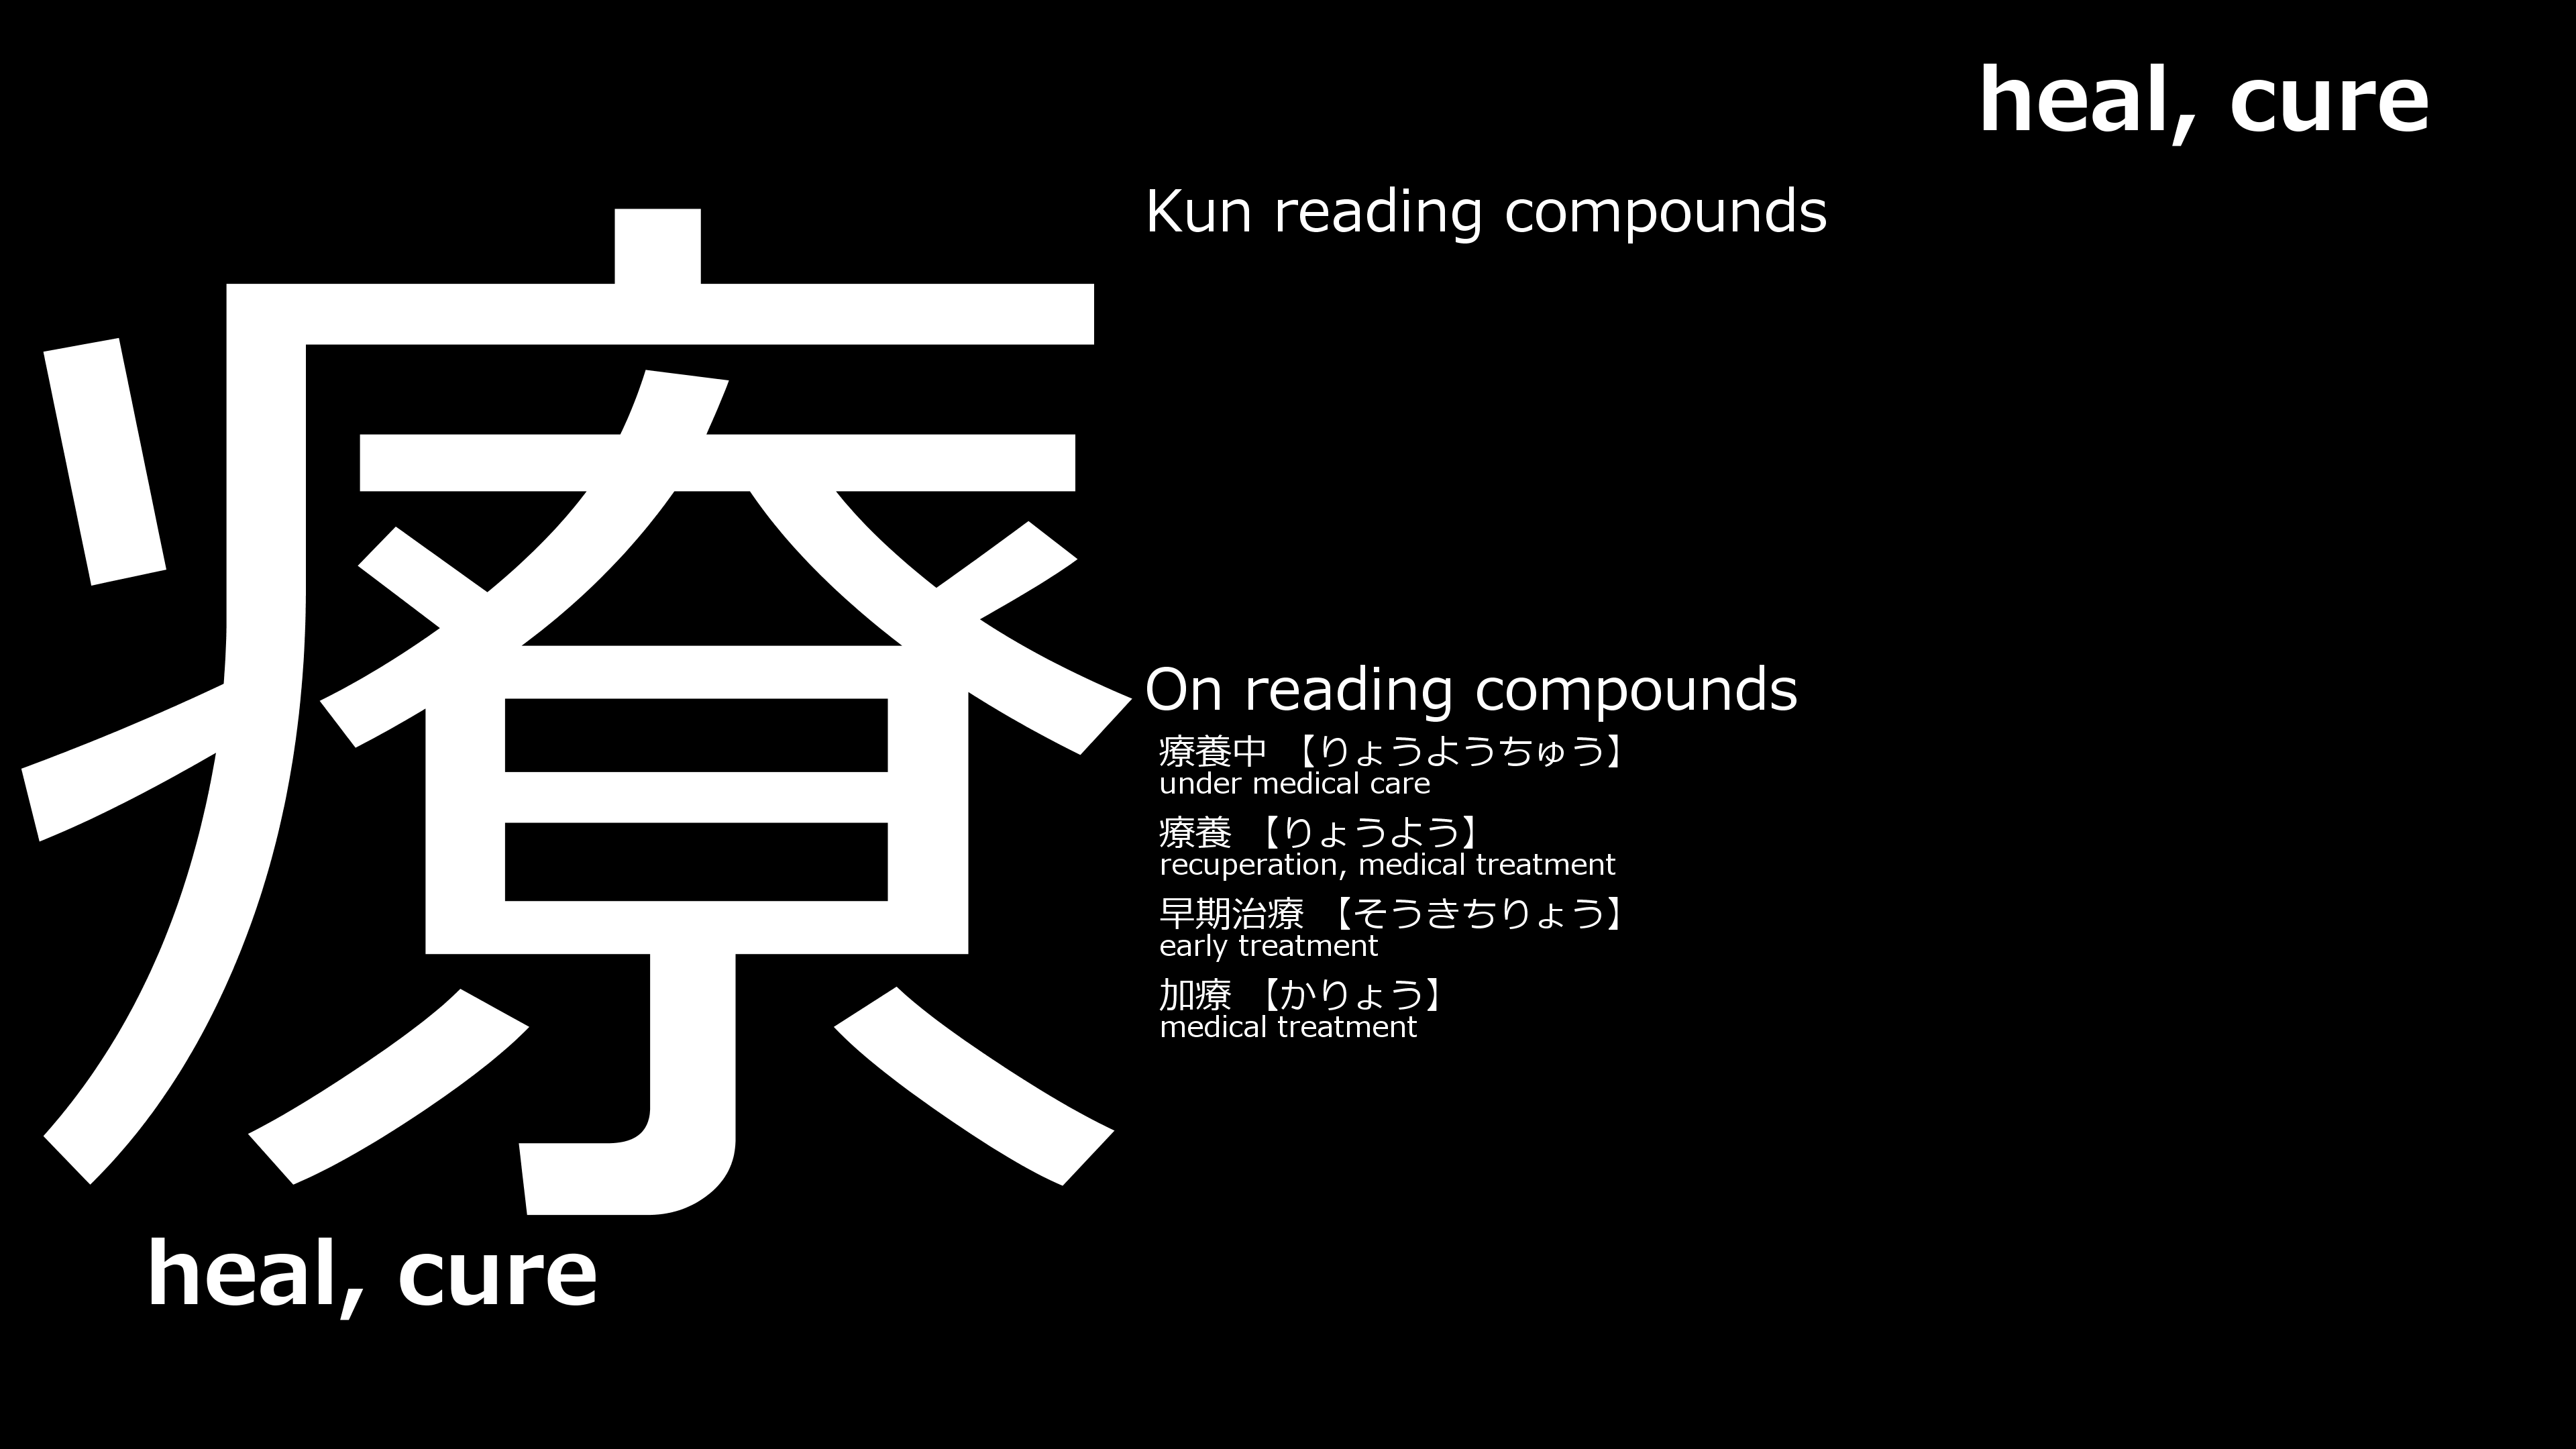 heal, cure
療
heal, cure
Kun reading compounds
On reading compounds
療養中 【りょうようちゅう】
under medical care
療養 【りょうよう】
recuperation, medical treatment
早期治療 【そうきちりょう】
early treatment
加療 【かりょう】
medical treatment